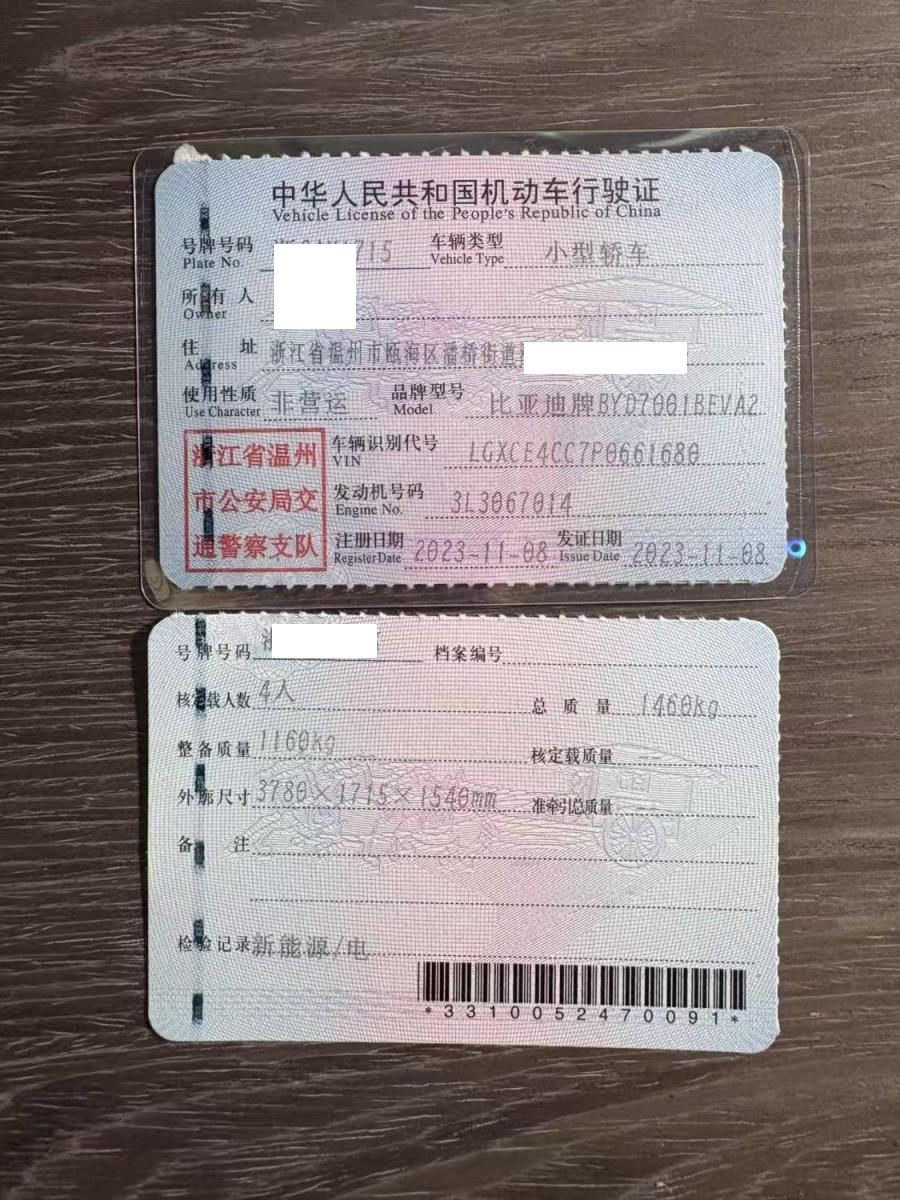 中华人民共和国机动车行驶证
Vehicle License of the People's Republic of China
号牌号码 715 车辆类型 小型轿车
Plate No. Vehicle Type
所有人
Owner
住址 浙江省温州市瓯海区潘桥街道
Address
使用性质 非营运 品牌型号 比亚迪牌BYD7001BEVA2
Use Character Model
浙江省温州
市公安局交
通警察支队
车辆识别代号 LGXCE4CC7P0661680
VIN
发动机号码 3L3067014
Engine No.
注册日期 2023-11-08 发证日期 2023-11-08
Register Date Issue Date
号牌号码 档案编号
核定载人数 4人 总质量 1460kg
整备质量 1160kg 核定载质量 --
外廓尺寸 3780×1715×1540mm 准牵引总质量 --
备注
检验记录 新能源/电
*3310052470091*